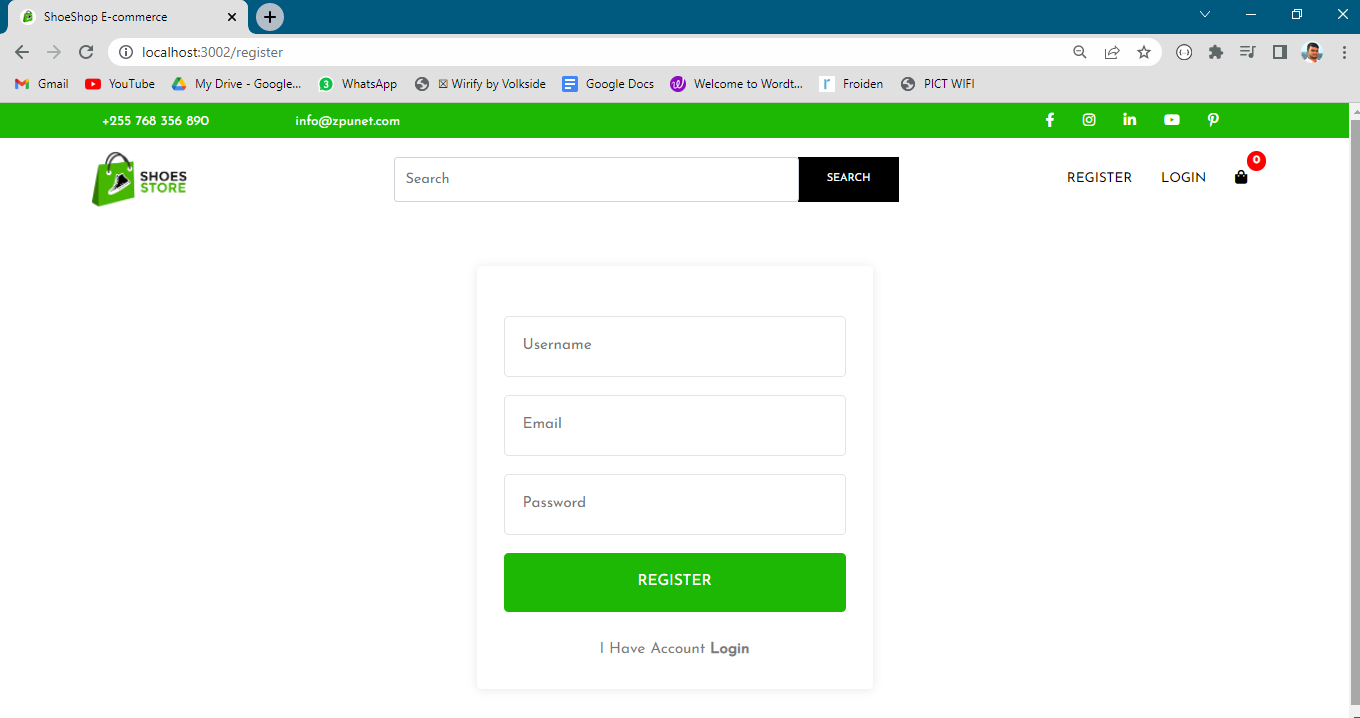 ShoeShop E-commerce
localhost:3002/register
Gmail YouTube My Drive - Google... 3 WhatsApp Wirify by Volkside Google Docs Welcome to Wordt... Froiden PICT WIFI
+255 768 356 890 info@zpunet.com
SHOES
STORE
Search SEARCH REGISTER LOGIN 0
Username
Email
Password
REGISTER
I Have Account Login